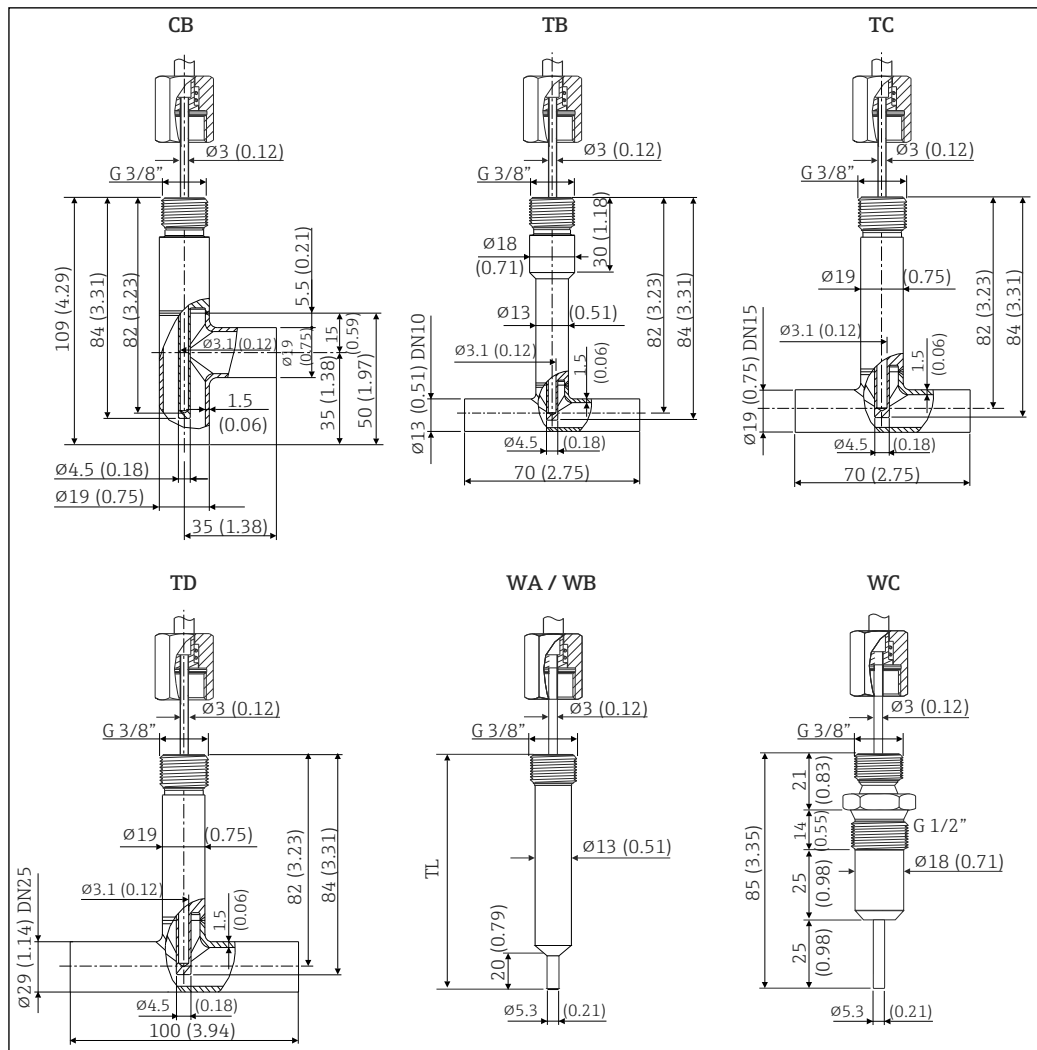 CB
Ø3 (0.12)
G 3/8”
109 (4.29)
84 (3.31)
82 (3.23)
5.5 (0.21)
15
(0.59)
Ø19
(0.75)
Ø3.1 (0.12)
35 (1.38)
50 (1.97)
1.5
(0.06)
Ø4.5 (0.18)
Ø19 (0.75)
35 (1.38)
TB
Ø3 (0.12)
G 3/8”
Ø18
(0.71)
30 (1.18)
Ø13 (0.51)
82 (3.23)
84 (3.31)
Ø3.1 (0.12)
1.5
(0.06)
Ø13 (0.51) DN10
Ø4.5 (0.18)
70 (2.75)
TC
Ø3 (0.12)
G 3/8”
Ø19 (0.75)
82 (3.23)
84 (3.31)
Ø3.1 (0.12)
1.5
(0.06)
Ø19 (0.75) DN15
Ø4.5 (0.18)
70 (2.75)
TD
Ø3 (0.12)
G 3/8”
Ø19 (0.75)
82 (3.23)
84 (3.31)
Ø3.1 (0.12)
1.5
(0.06)
Ø29 (1.14) DN25
Ø4.5 (0.18)
100 (3.94)
WA / WB
Ø3 (0.12)
G 3/8”
TL
Ø13 (0.51)
20 (0.79)
Ø5.3 (0.21)
WC
Ø3 (0.12)
G 3/8”
21
(0.83)
14
(0.55)
G 1/2”
85 (3.35)
Ø18 (0.71)
25
(0.98)
25
(0.98)
Ø5.3 (0.21)